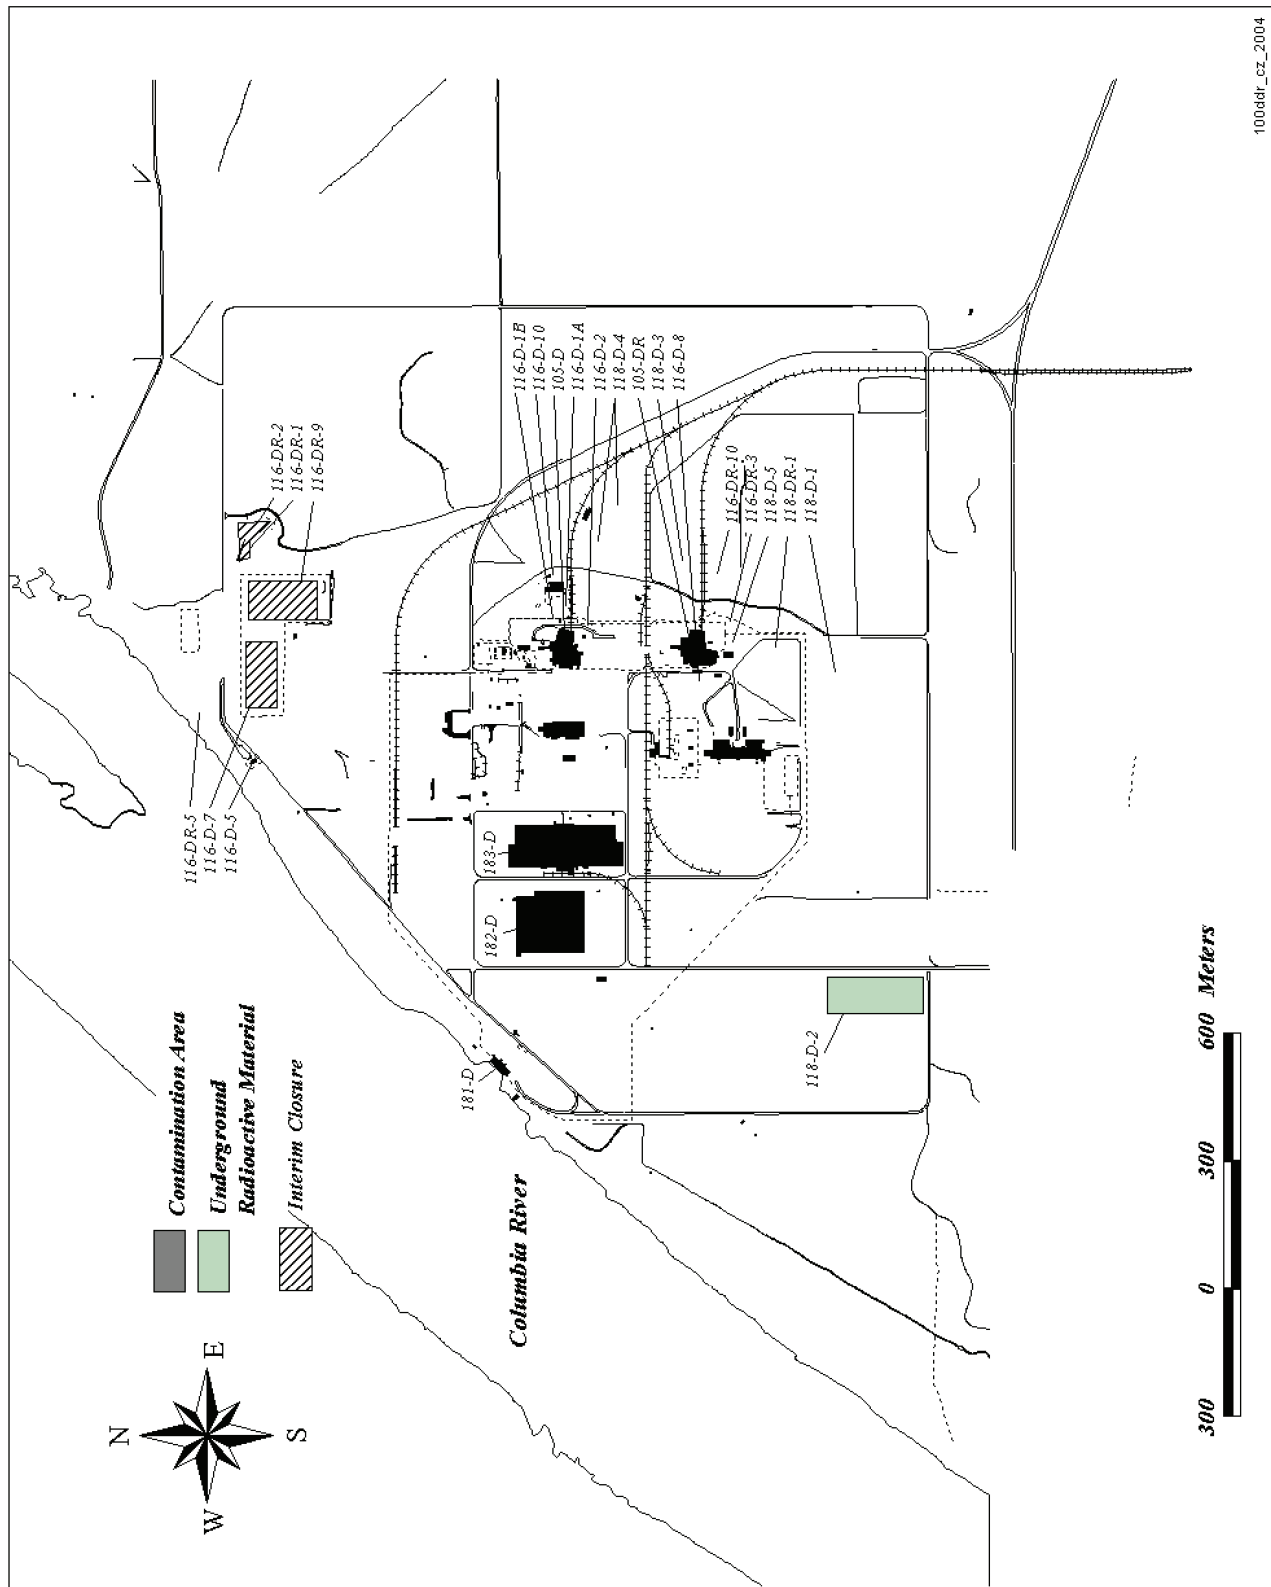 100ddr_cz_2004
N
W
E
S
Contamination Area
Underground
Radioactive Material
Interim Closure
Columbia River
116-DR-5
116-D-7
116-D-5
116-DR-2
116-DR-1
116-DR-9
116-D-1B
116-D-10
105-D
116-D-1A
116-D-2
118-D-4
105-DR
118-D-3
116-D-8
116-DR-10
116-DR-3
118-D-5
118-DR-1
118-D-1
183-D
182-D
181-D
118-D-2
300 0 300 600 Meters